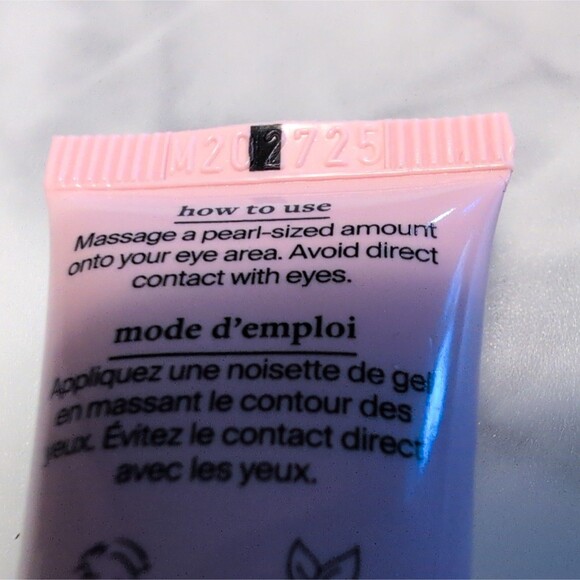 M202725
how to use
Massage a pearl-sized amount
onto your eye area. Avoid direct
contact with eyes.
mode d'emploi
Appliquez une noisette de gel
en massant le contour des
yeux. Évitez le contact direct
avec les yeux.